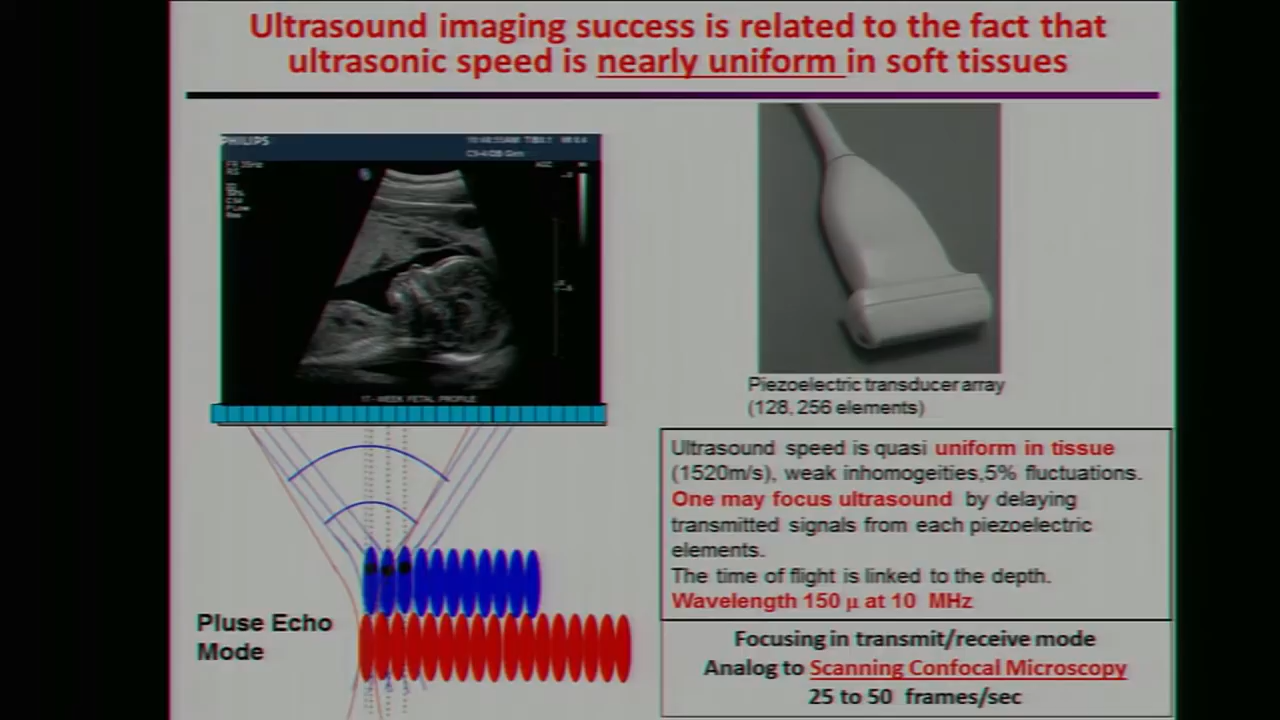 Ultrasound imaging success is related to the fact that
ultrasonic speed is nearly uniform in soft tissues
PHILIPS
17-WEEK FETAL PROFILE
Piezoelectric transducer array
(128, 256 elements)
Ultrasound speed is quasi uniform in tissue
(1520m/s), weak inhomogeities,5% fluctuations.
One may focus ultrasound by delaying
transmitted signals from each piezoelectric
elements.
The time of flight is linked to the depth.
Wavelength 150 µ at 10 MHz
Pluse Echo
Mode
Focusing in transmit/receive mode
Analog to Scanning Confocal Microscopy
25 to 50 frames/sec